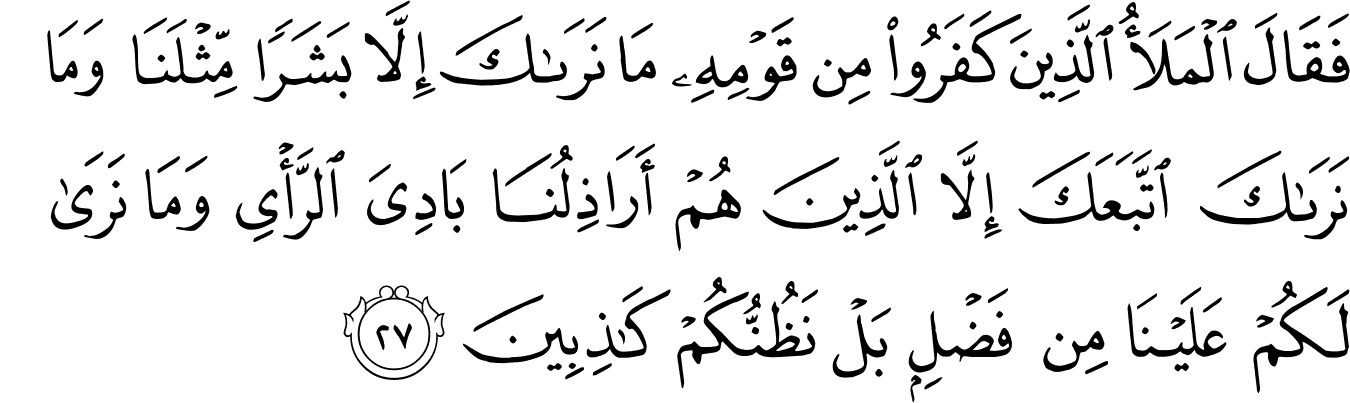 فَقَالَ ٱلۡمَلَأُ ٱلَّذِينَ كَفَرُواْ مِن قَوۡمِهِۦ مَا نَرَىٰكَ إِلَّا بَشَرٗا مِّثۡلَنَا وَمَا
نَرَىٰكَ ٱتَّبَعَكَ إِلَّا ٱلَّذِينَ هُمۡ أَرَاذِلُنَا بَادِيَ ٱلرَّأۡيِ وَمَا نَرَىٰ
لَكُمۡ عَلَيۡنَا مِن فَضۡلِۭ بَلۡ نَظُنُّكُمۡ كَٰذِبِينَ ٢٧